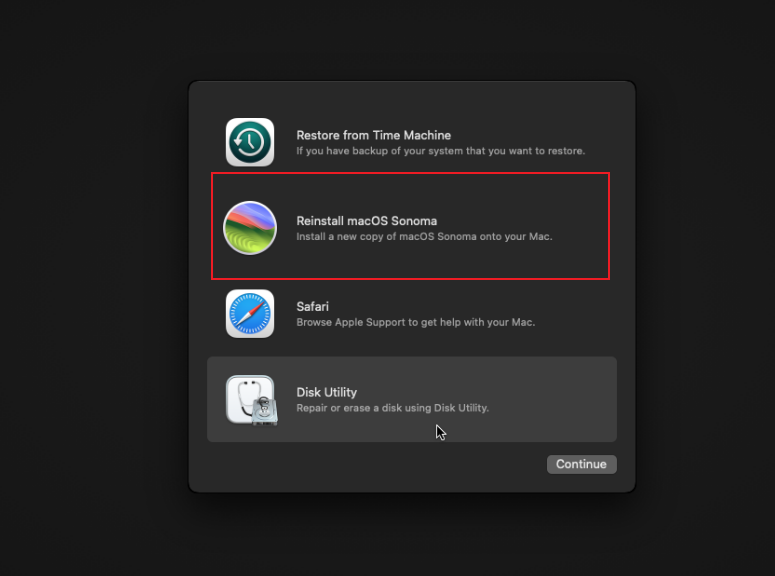 Restore from Time Machine
If you have backup of your system that you want to restore.
Reinstall macOS Sonoma
Install a new copy of macOS Sonoma onto your Mac.
Safari
Browse Apple Support to get help with your Mac.
Disk Utility
Repair or erase a disk using Disk Utility.
Continue